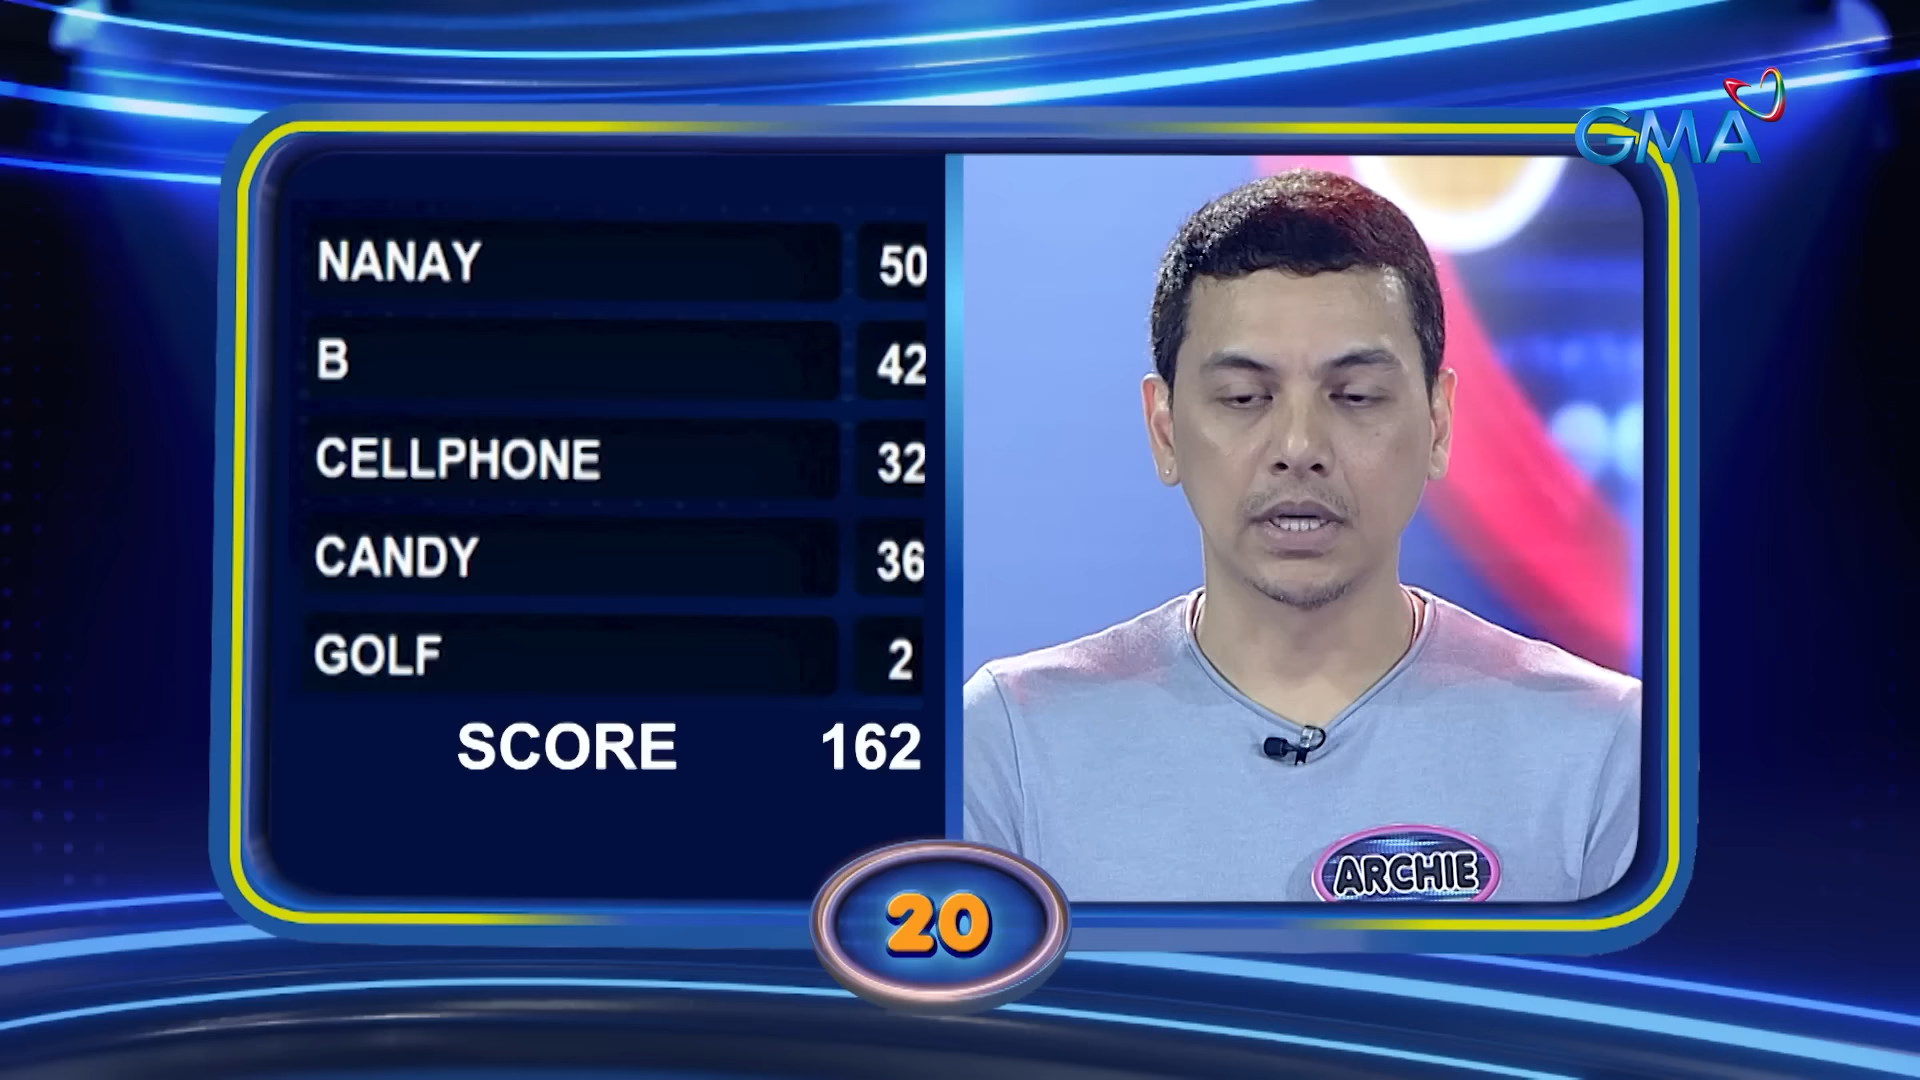 GMA
NANAY 50
B 42
CELLPHONE 32
CANDY 36
GOLF 2
SCORE 162
ARCHIE
20